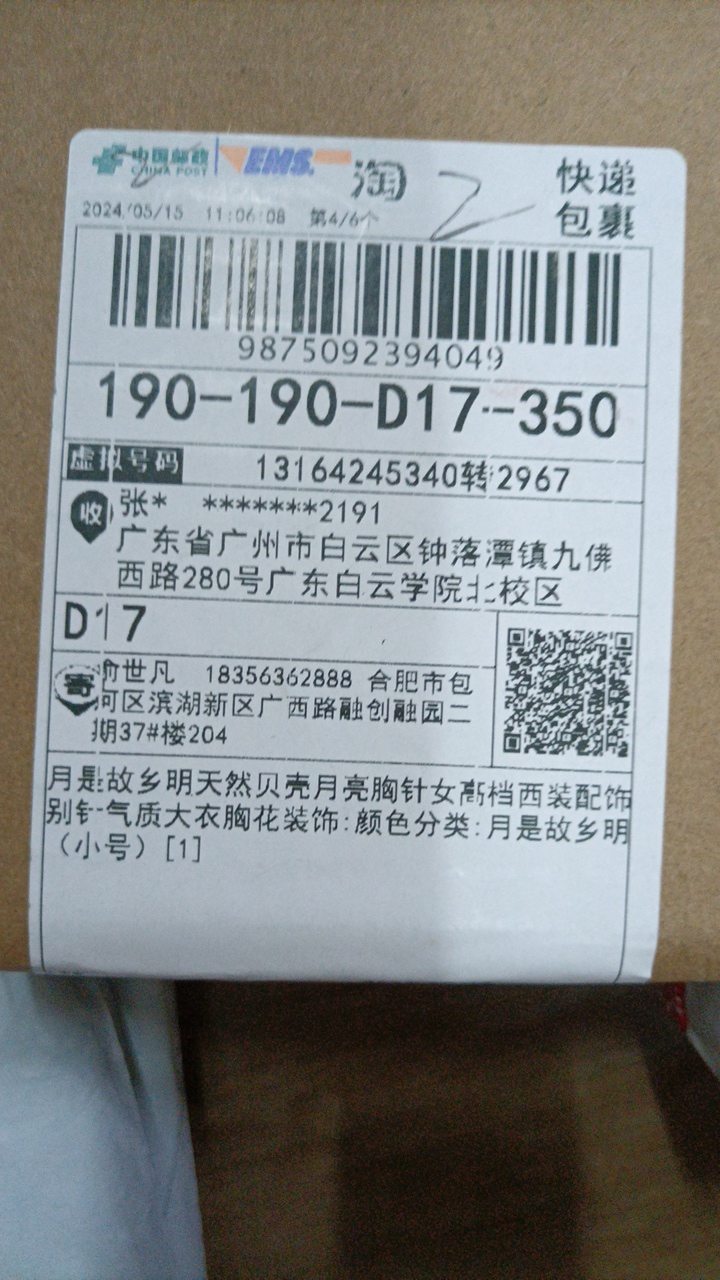 中国邮政 EMS 淘 快递
CHINA POST
2024/05/15 11:06:08 第4/6个 包裹
9875092394049
190-190-D17--350
虚拟号码 13164245340转2967
收 张* *******2191
广东省广州市白云区钟落潭镇九佛
西路280号广东白云学院北校区
D17
寄 俞世凡 18356362888 合肥市包
河区滨湖新区广西路融创融园二
期37#楼204
月是故乡明天然贝壳月亮胸针女高档西装配饰
别针气质大衣胸花装饰:颜色分类:月是故乡明
（小号）[1]